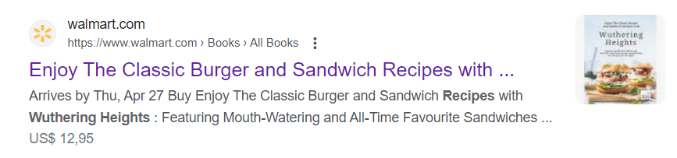 walmart.com
https://www.walmart.com › Books › All Books
Enjoy The Classic Burger and Sandwich Recipes with ...
Arrives by Thu, Apr 27 Buy Enjoy The Classic Burger and Sandwich Recipes with
Wuthering Heights : Featuring Mouth-Watering and All-Time Favourite Sandwiches ...
US$ 12,95
Wuthering
Heights